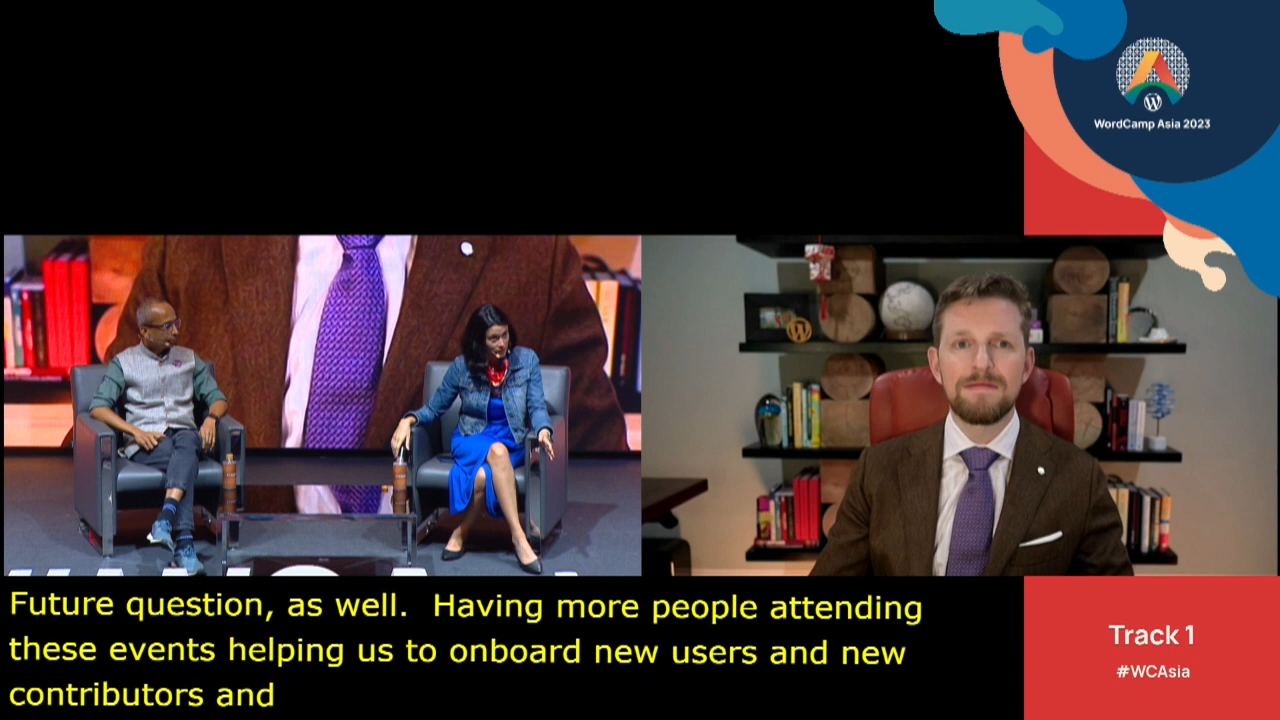 WordCamp Asia 2023
Future question, as well.  Having more people attending
these events helping us to onboard new users and new
contributors and
Track 1
#WCAsia